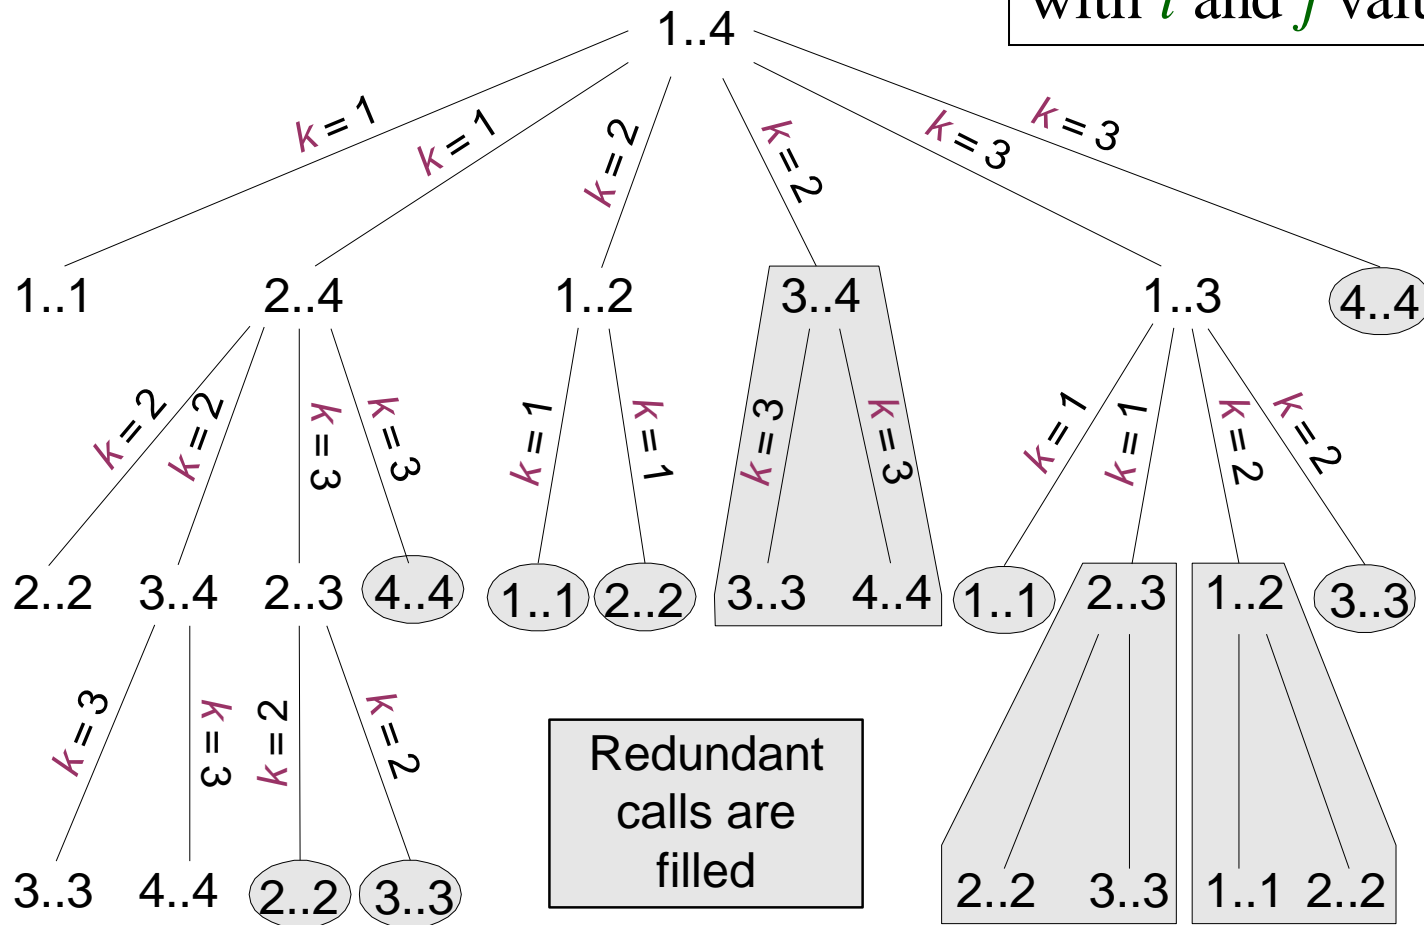 with i and j valu
1..4
k = 1
k = 1
k = 2
k = 2
k = 3
k = 3
1..1
2..4
1..2
3..4
1..3
4..4
k = 2
k = 2
k = 3
k = 3
k = 1
k = 1
k = 3
k = 3
k = 1
k = 1
k = 2
k = 2
2..2
3..4
2..3
4..4
1..1
2..2
3..3
4..4
1..1
2..3
1..2
3..3
k = 3
k = 3
k = 2
k = 2
Redundant
calls are
filled
3..3
4..4
2..2
3..3
2..2
3..3
1..1
2..2